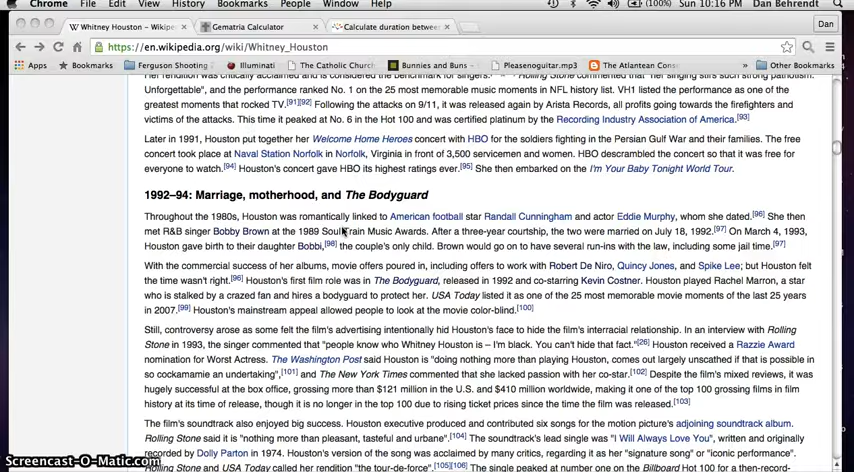 Chrome File Edit View History Bookmarks People Window Help (100%) Sun 10:16 PM Dan Behrendt
Whitney Houston – Wikipe × Gematria Calculator × Calculate duration betwee × Dan
https://en.wikipedia.org/wiki/Whitney_Houston
Apps Bookmarks Ferguson Shooting Illuminati The Catholic Church Bunnies and Buns – Pleasenoguitar.mp3 The Atlantean Cons » Other Bookmarks
Her rendition was critically acclaimed and is considered the benchmark for singers. Rolling Stone commented that "her singing stirs such strong patriotism.
Unforgettable", and the performance ranked No. 1 on the 25 most memorable music moments in NFL history list. VH1 listed the performance as one of the
greatest moments that rocked TV.[91][92] Following the attacks on 9/11, it was released again by Arista Records, all profits going towards the firefighters and
victims of the attacks. This time it peaked at No. 6 in the Hot 100 and was certified platinum by the Recording Industry Association of America.[93]
Later in 1991, Houston put together her Welcome Home Heroes concert with HBO for the soldiers fighting in the Persian Gulf War and their families. The free
concert took place at Naval Station Norfolk in Norfolk, Virginia in front of 3,500 servicemen and women. HBO descrambled the concert so that it was free for
everyone to watch.[94] Houston's concert gave HBO its highest ratings ever.[95] She then embarked on the I'm Your Baby Tonight World Tour.
1992–94: Marriage, motherhood, and The Bodyguard
Throughout the 1980s, Houston was romantically linked to American football star Randall Cunningham and actor Eddie Murphy, whom she dated.[96] She then
met R&B singer Bobby Brown at the 1989 Soul Train Music Awards. After a three-year courtship, the two were married on July 18, 1992.[97] On March 4, 1993,
Houston gave birth to their daughter Bobbi,[98] the couple's only child. Brown would go on to have several run-ins with the law, including some jail time.[97]
With the commercial success of her albums, movie offers poured in, including offers to work with Robert De Niro, Quincy Jones, and Spike Lee; but Houston felt
the time wasn't right.[96] Houston's first film role was in The Bodyguard, released in 1992 and co-starring Kevin Costner. Houston played Rachel Marron, a star
who is stalked by a crazed fan and hires a bodyguard to protect her. USA Today listed it as one of the 25 most memorable movie moments of the last 25 years
in 2007.[99] Houston's mainstream appeal allowed people to look at the movie color-blind.[100]
Still, controversy arose as some felt the film's advertising intentionally hid Houston's face to hide the film's interracial relationship. In an interview with Rolling
Stone in 1993, the singer commented that "people know who Whitney Houston is – I'm black. You can't hide that fact."[26] Houston received a Razzie Award
nomination for Worst Actress. The Washington Post said Houston is "doing nothing more than playing Houston, comes out largely unscathed if that is possible in
so cockamamie an undertaking",[101] and The New York Times commented that she lacked passion with her co-star.[102] Despite the film's mixed reviews, it was
hugely successful at the box office, grossing more than $121 million in the U.S. and $410 million worldwide, making it one of the top 100 grossing films in film
history at its time of release, though it is no longer in the top 100 due to rising ticket prices since the time the film was released.[103]
The film's soundtrack also enjoyed big success. Houston executive produced and contributed six songs for the motion picture's adjoining soundtrack album.
Rolling Stone said it is "nothing more than pleasant, tasteful and urbane".[104] The soundtrack's lead single was "I Will Always Love You", written and originally
recorded by Dolly Parton in 1974. Houston's version of the song was acclaimed by many critics, regarding it as her "signature song" or "iconic performance".
Rolling Stone and USA Today called her rendition "the tour-de-force".[105][106] The single peaked at number one on the Billboard Hot 100 for a then-record-
Screencast-O-Matic.com